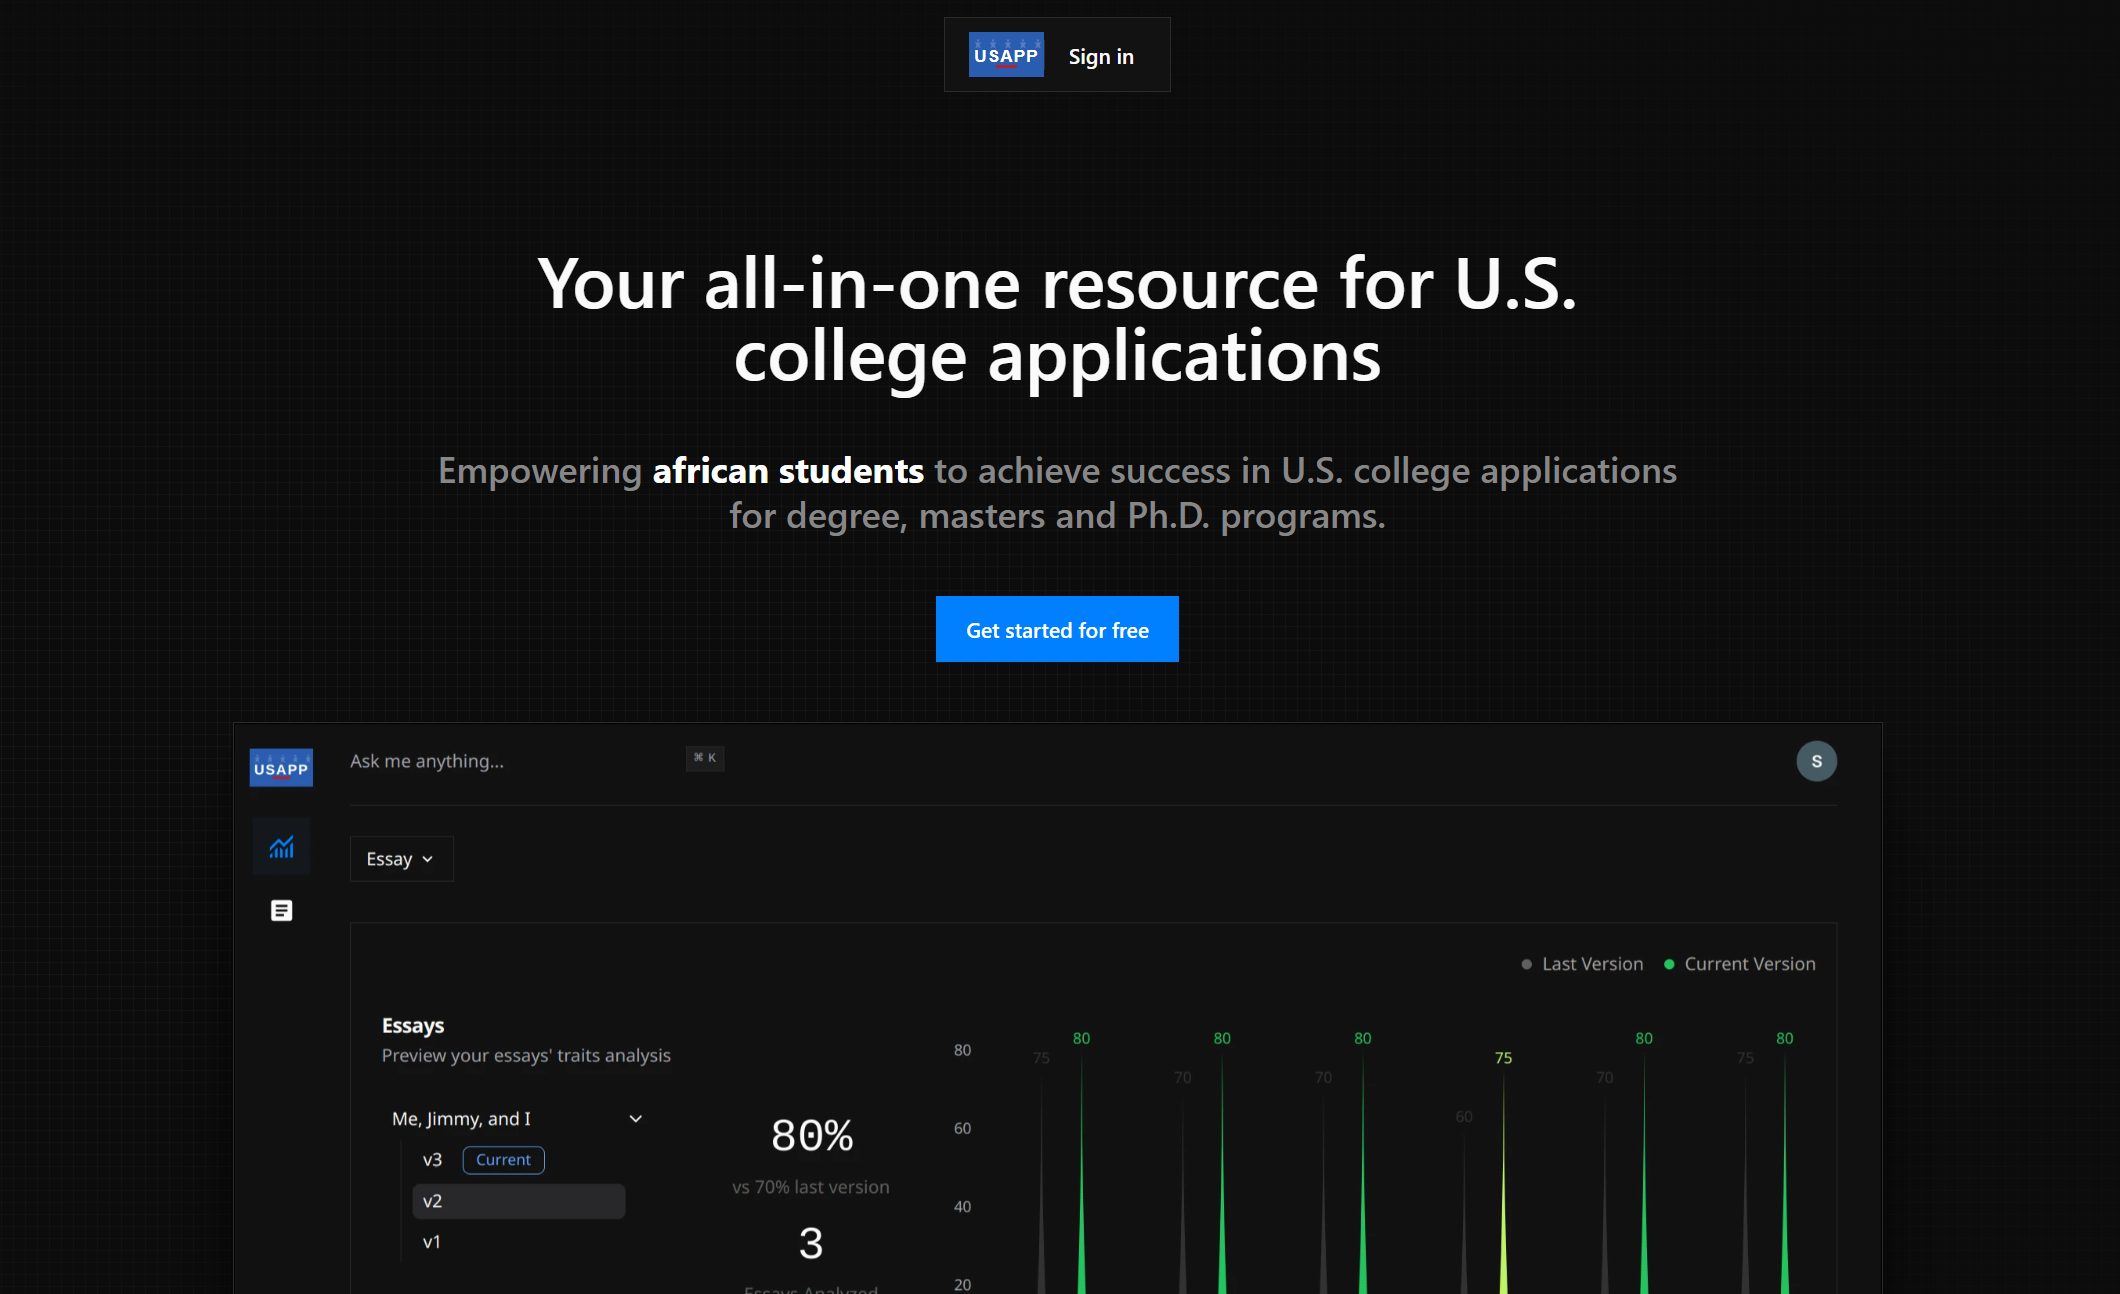 USAPP Sign in
Your all-in-one resource for U.S.
college applications
Empowering african students to achieve success in U.S. college applications
for degree, masters and Ph.D. programs.
Get started for free
USAPP
Ask me anything...
⌘ K
S
Essay
Last Version
Current Version
Essays
Preview your essays' traits analysis
Me, Jimmy, and I
v3 Current
v2
v1
80%
vs 70% last version
3
Essays Analyzed
80
60
40
20
75 80
70 80
70 80
60 75
70 80
75 80